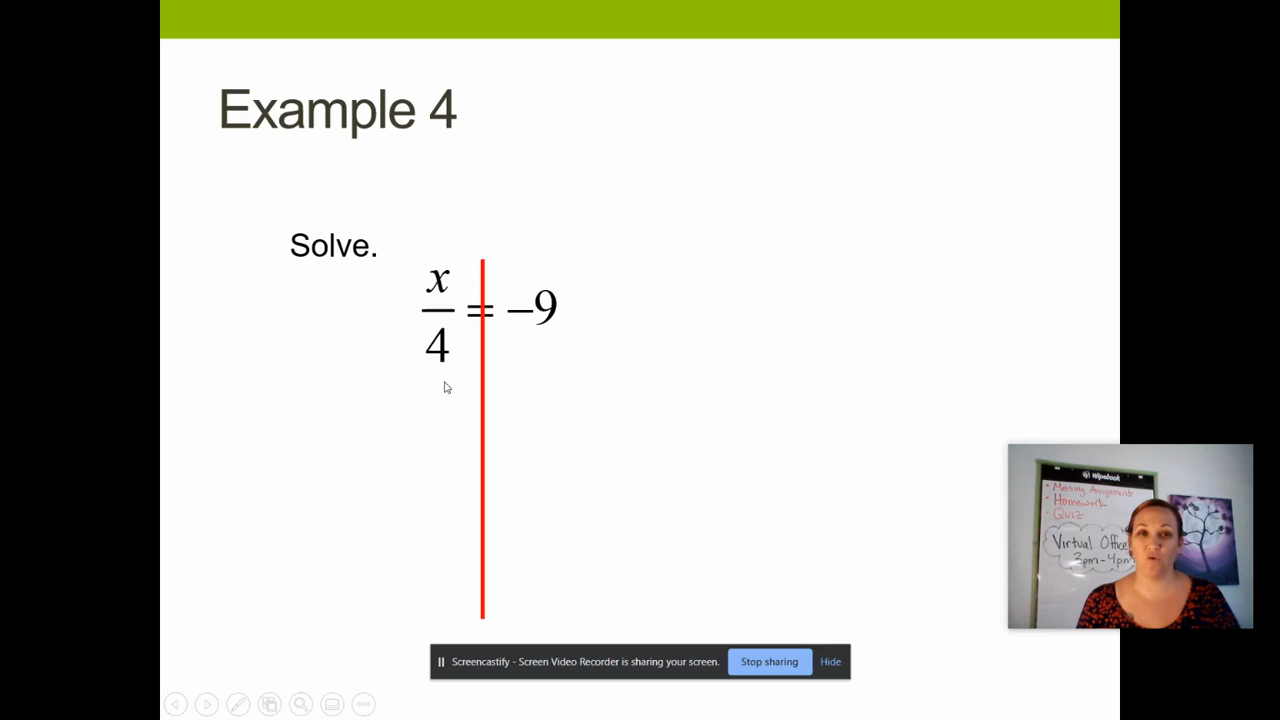 Example 4
Solve.
x
4
= –9
wipebook
• Missing Assignments
• Homework
• Quiz
Virtual Office
3pm-4pm
Screencastify - Screen Video Recorder is sharing your screen.
Stop sharing
Hide